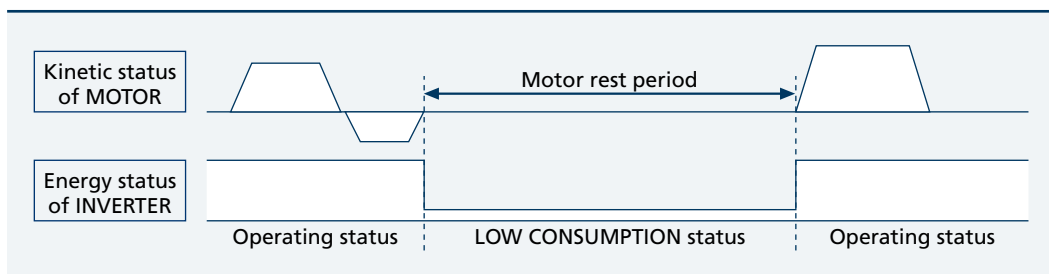 Kinetic status
of MOTOR
Motor rest period
Energy status
of INVERTER
Operating status
LOW CONSUMPTION status
Operating status